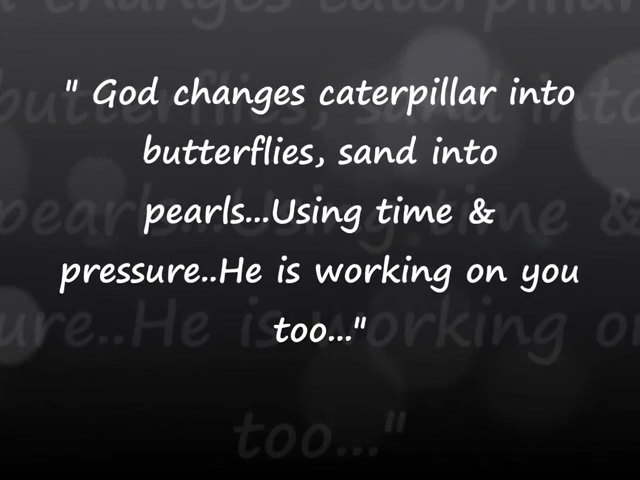 " God changes caterpillar into
butterflies, sand into
pearls...Using time &
pressure..He is working on you
too..."